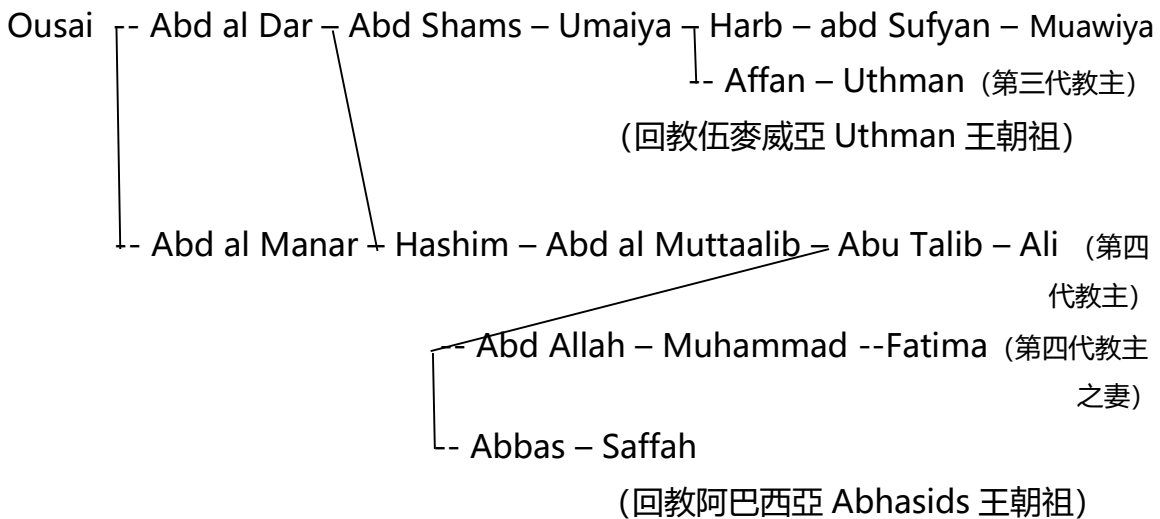 Ousai -- Abd al Dar – Abd Shams – Umaiya – Harb – abd Sufyan – Muawiya
-- Affan – Uthman (第三代教主)
(回教伍麥威亞 Uthman 王朝祖)
-- Abd al Manar – Hashim – Abd al Muttaalib – Abu Talib – Ali (第四
代教主)
-- Abd Allah – Muhammad --Fatima (第四代教主
之妻)
-- Abbas – Saffah
(回教阿巴西亞 Abhasids 王朝祖)